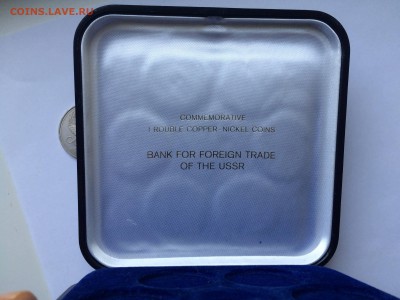 COINS.LAVE.RU
COMMEMORATIVE
1 ROUBLE COPPER-NICKEL COINS
BANK FOR FOREIGN TRADE
OF THE USSR